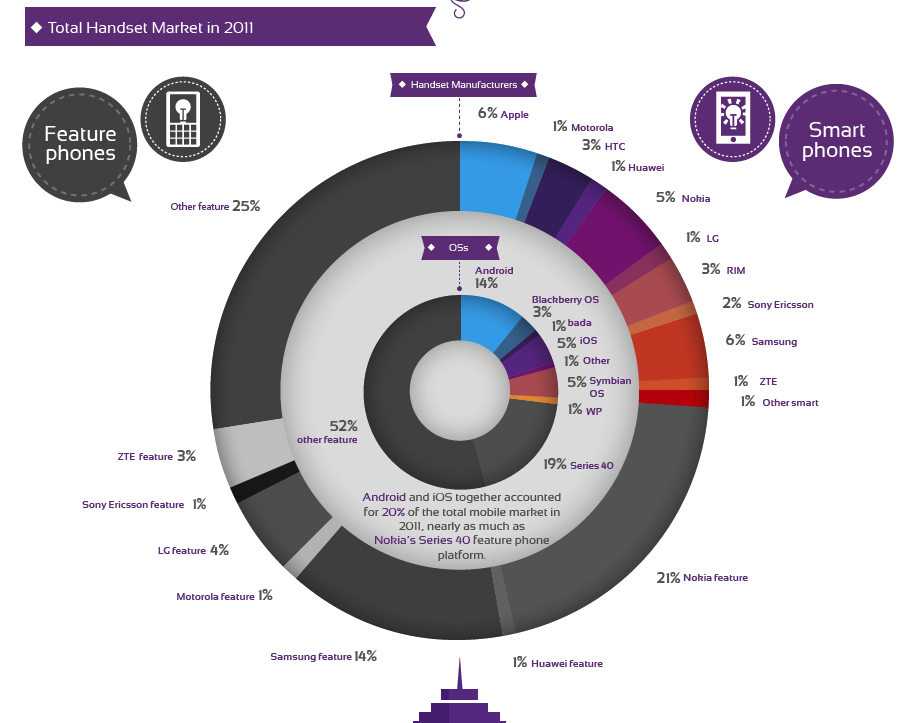 Total Handset Market in 2011
Feature
phones
Smart
phones
Handset Manufacturers
6% Apple
1% Motorola
3% HTC
1% Huawei
5% Nokia
1% LG
3% RIM
2% Sony Ericsson
6% Samsung
1% ZTE
1% Other smart
21% Nokia feature
1% Huawei feature
Samsung feature 14%
Motorola feature 1%
LG feature 4%
Sony Ericsson feature 1%
ZTE feature 3%
Other feature 25%
OSs
Android
14%
Blackberry OS
3%
1% bada
5% iOS
1% Other
5% Symbian
OS
1% WP
19% Series 40
52%
other feature
Android and iOS together accounted
for 20% of the total mobile market in
2011, nearly as much as
Nokia's Series 40 feature phone
platform.